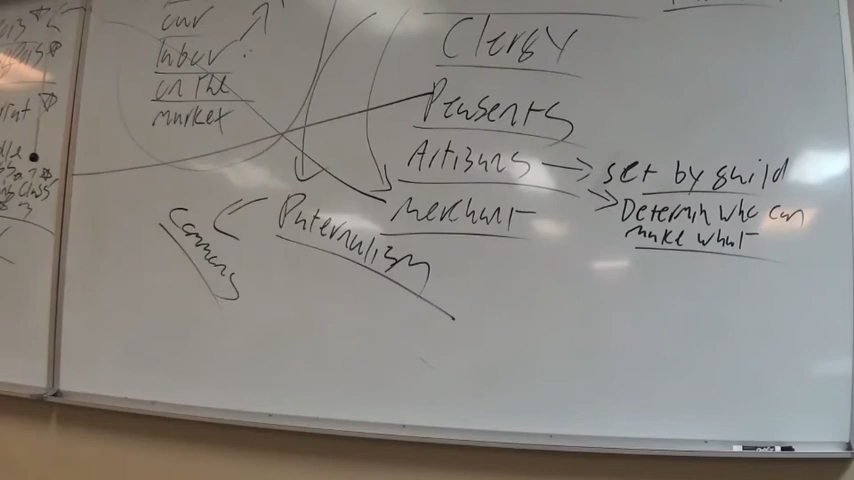 our
labor
on the
market
Clergy
Peasents
Artisans → set by guild
Determin who can
make what
merchant
Paternalism
Commons